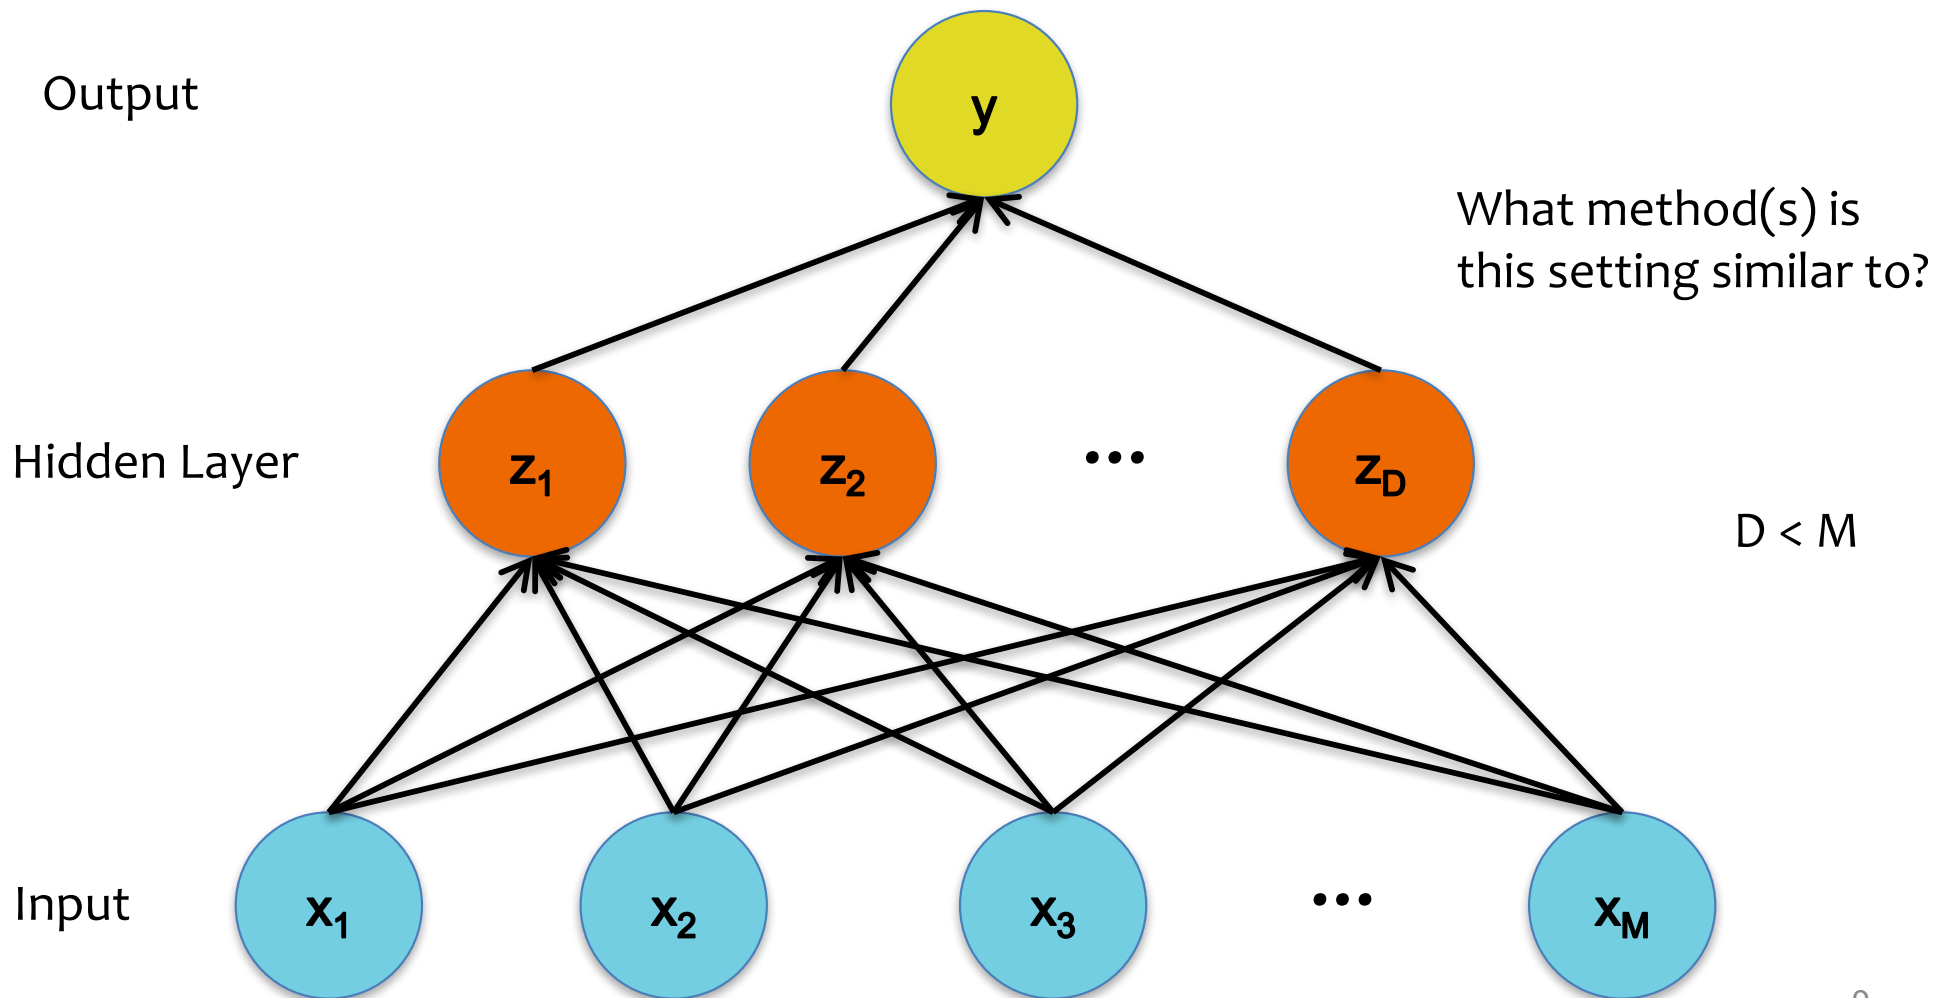 Output
y
What method(s) is
this setting similar to?
Hidden Layer
z1
z2
...
zD
D < M
Input
x1
x2
x3
...
xM